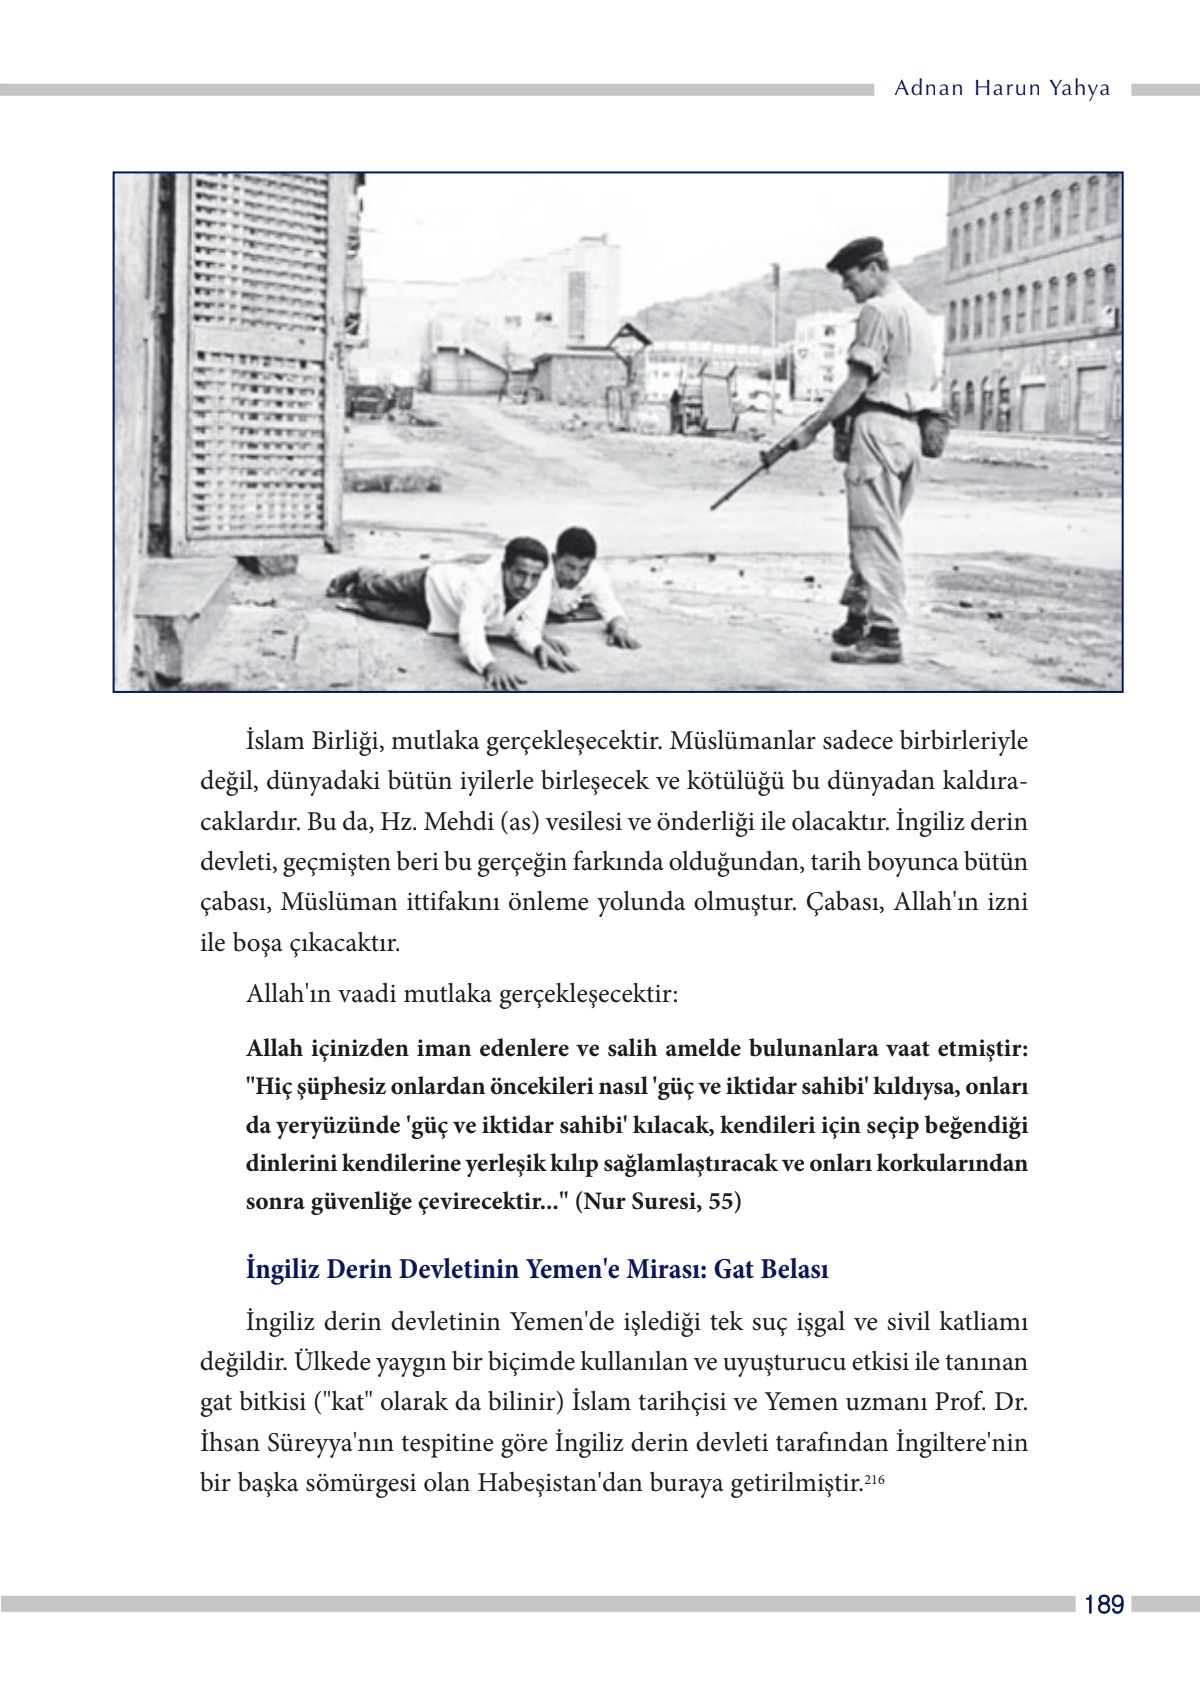 Adnan Harun Yahya
İslam Birliği, mutlaka gerçekleşecektir. Müslümanlar sadece birbirleriyle
değil, dünyadaki bütün iyilerle birleşecek ve kötülüğü bu dünyadan kaldıra-
caklardır. Bu da, Hz. Mehdi (as) vesilesi ve önderliği ile olacaktır. İngiliz derin
devleti, geçmişten beri bu gerçeğin farkında olduğundan, tarih boyunca bütün
çabası, Müslüman ittifakını önleme yolunda olmuştur. Çabası, Allah'ın izni
ile boşa çıkacaktır.
Allah'ın vaadi mutlaka gerçekleşecektir:
Allah içinizden iman edenlere ve salih amelde bulunanlara vaat etmiştir:
"Hiç şüphesiz onlardan öncekileri nasıl 'güç ve iktidar sahibi' kıldıysa, onları
da yeryüzünde 'güç ve iktidar sahibi' kılacak, kendileri için seçip beğendiği
dinlerini kendilerine yerleşik kılıp sağlamlaştıracak ve onları korkularından
sonra güvenliğe çevirecektir..." (Nur Suresi, 55)
İngiliz Derin Devletinin Yemen'e Mirası: Gat Belası
İngiliz derin devletinin Yemen'de işlediği tek suç işgal ve sivil katliamı
değildir. Ülkede yaygın bir biçimde kullanılan ve uyuşturucu etkisi ile tanınan
gat bitkisi ("kat" olarak da bilinir) İslam tarihçisi ve Yemen uzmanı Prof. Dr.
İhsan Süreyya'nın tespitine göre İngiliz derin devleti tarafından İngiltere'nin
bir başka sömürgesi olan Habeşistan'dan buraya getirilmiştir.²¹⁶
189